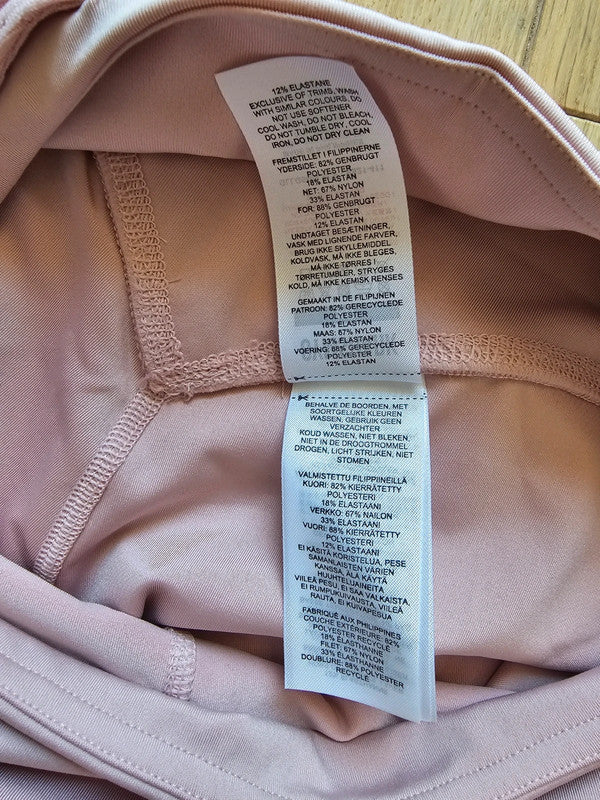 12% ELASTANE
EXCLUSIVE OF TRIMS, WASH
WITH SIMILAR COLOURS, DO
NOT USE SOFTENER
COOL WASH, DO NOT BLEACH,
DO NOT TUMBLE DRY, COOL
IRON, DO NOT DRY CLEAN
FREMSTILLET I FILIPPINERNE
YDERSIDE: 82% GENBRUGT
POLYESTER
18% ELASTAN
NET: 67% NYLON
33% ELASTAN
FOR: 88% GENBRUGT
POLYESTER
12% ELASTAN
UNDTAGET BESÆTNINGER,
VASK MED LIGNENDE FARVER,
BRUG IKKE SKYLLEMIDDEL
KOLDVASK, MÅ IKKE BLEGES,
MÅ IKKE TØRRES I
TØRRETUMBLER, STRYGES
KOLD, MÅ IKKE KEMISK RENSES
GEMAAKT IN DE FILIPIJNEN
PATROON: 82% GERECYCLEDE
POLYESTER
18% ELASTAN
MAAS: 67% NYLON
33% ELASTAN
VOERING: 88% GERECYCLEDE
POLYESTER
12% ELASTAN
BEHALVE DE BOORDEN, MET
SOORTGELIJKE KLEUREN
WASSEN, GEBRUIK GEEN
VERZACHTER
KOUD WASSEN, NIET BLEKEN,
NIET IN DE DROOGTROMMEL
DROGEN, LICHT STRIJKEN, NIET
STOMEN
VALMISTETTU FILIPPIINEILLÄ
KUORI: 82% KIERRÄTETTY
POLYESTERI
18% ELASTAANI
VERKKO: 67% NAILON
33% ELASTAANI
VUORI: 88% KIERRÄTETTY
POLYESTERI
12% ELASTAANI
EI KÄSITÄ KORISTELUA, PESE
SAMANLAISTEN VÄRIEN
KANSSA, ÄLÄ KÄYTÄ
HUUHTELUAINEITA
VIILEÄ PESU, EI SAA VALKAISTA,
EI RUMPUKUIVAUSTA, VIILEÄ
RAUTA, EI KUIVAPESUA
FABRIQUÉ AUX PHILIPPINES
COUCHE EXTÉRIEURE: 82%
POLYESTER RECYCLÉ
18% ÉLASTHANNE
FILET: 67% NYLON
33% ÉLASTHANNE
DOUBLURE: 88% POLYESTER
RECYCLÉ